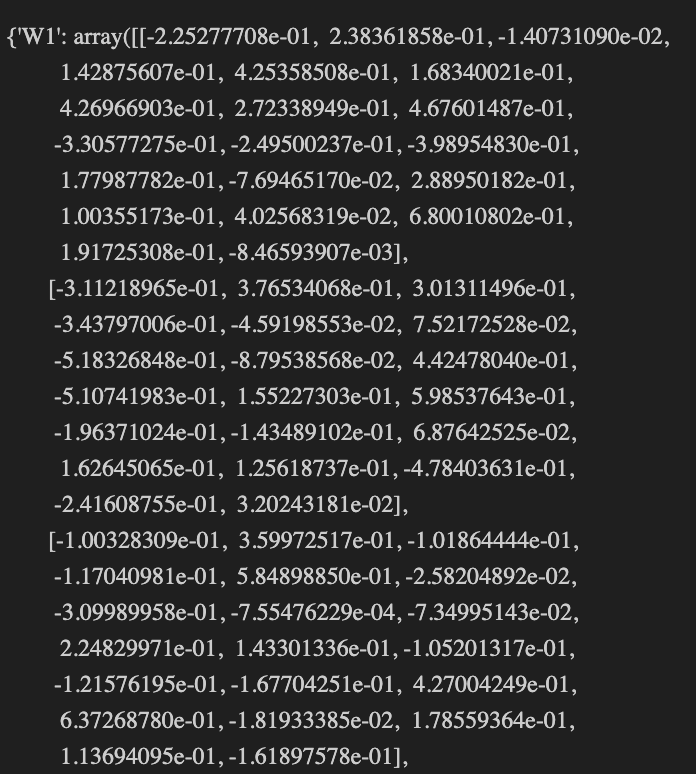 {'W1': array([[-2.25277708e-01, 2.38361858e-01, -1.40731090e-02,
1.42875607e-01, 4.25358508e-01, 1.68340021e-01,
4.26966903e-01, 2.72338949e-01, 4.67601487e-01,
-3.30577275e-01, -2.49500237e-01, -3.98954830e-01,
1.77987782e-01, -7.69465170e-02, 2.88950182e-01,
1.00355173e-01, 4.02568319e-02, 6.80010802e-01,
1.91725308e-01, -8.46593907e-03],
[-3.11218965e-01, 3.76534068e-01, 3.01311496e-01,
-3.43797006e-01, -4.59198553e-02, 7.52172528e-02,
-5.18326848e-01, -8.79538568e-02, 4.42478040e-01,
-5.10741983e-01, 1.55227303e-01, 5.98537643e-01,
-1.96371024e-01, -1.43489102e-01, 6.87642525e-02,
1.62645065e-01, 1.25618737e-01, -4.78403631e-01,
-2.41608755e-01, 3.20243181e-02],
[-1.00328309e-01, 3.59972517e-01, -1.01864444e-01,
-1.17040981e-01, 5.84898850e-01, -2.58204892e-02,
-3.09989958e-01, -7.55476229e-04, -7.34995143e-02,
2.24829971e-01, 1.43301336e-01, -1.05201317e-01,
-1.21576195e-01, -1.67704251e-01, 4.27004249e-01,
6.37268780e-01, -1.81933385e-02, 1.78559364e-01,
1.13694095e-01, -1.61897578e-01],